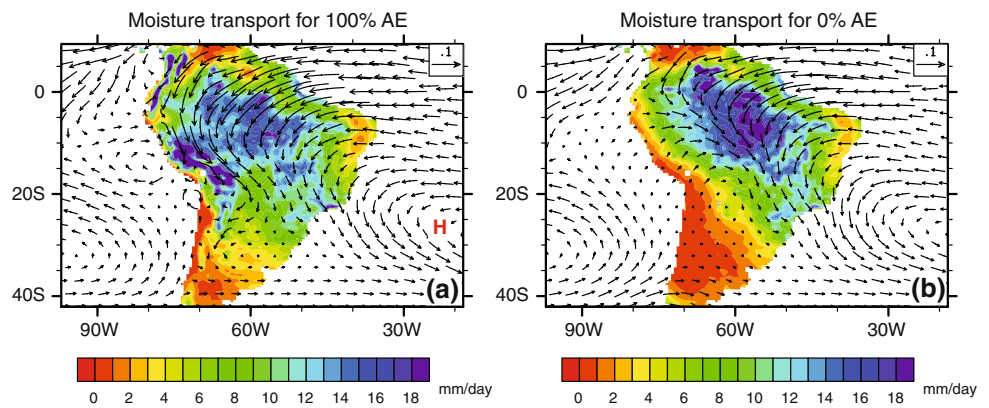 Moisture transport for 100% AE
Moisture transport for 0% AE
.1
.1
0
20S
40S
0
20S
40S
H
(a)
(b)
90W 60W 30W
90W 60W 30W
0 2 4 6 8 10 12 14 16 18 mm/day
0 2 4 6 8 10 12 14 16 18 mm/day